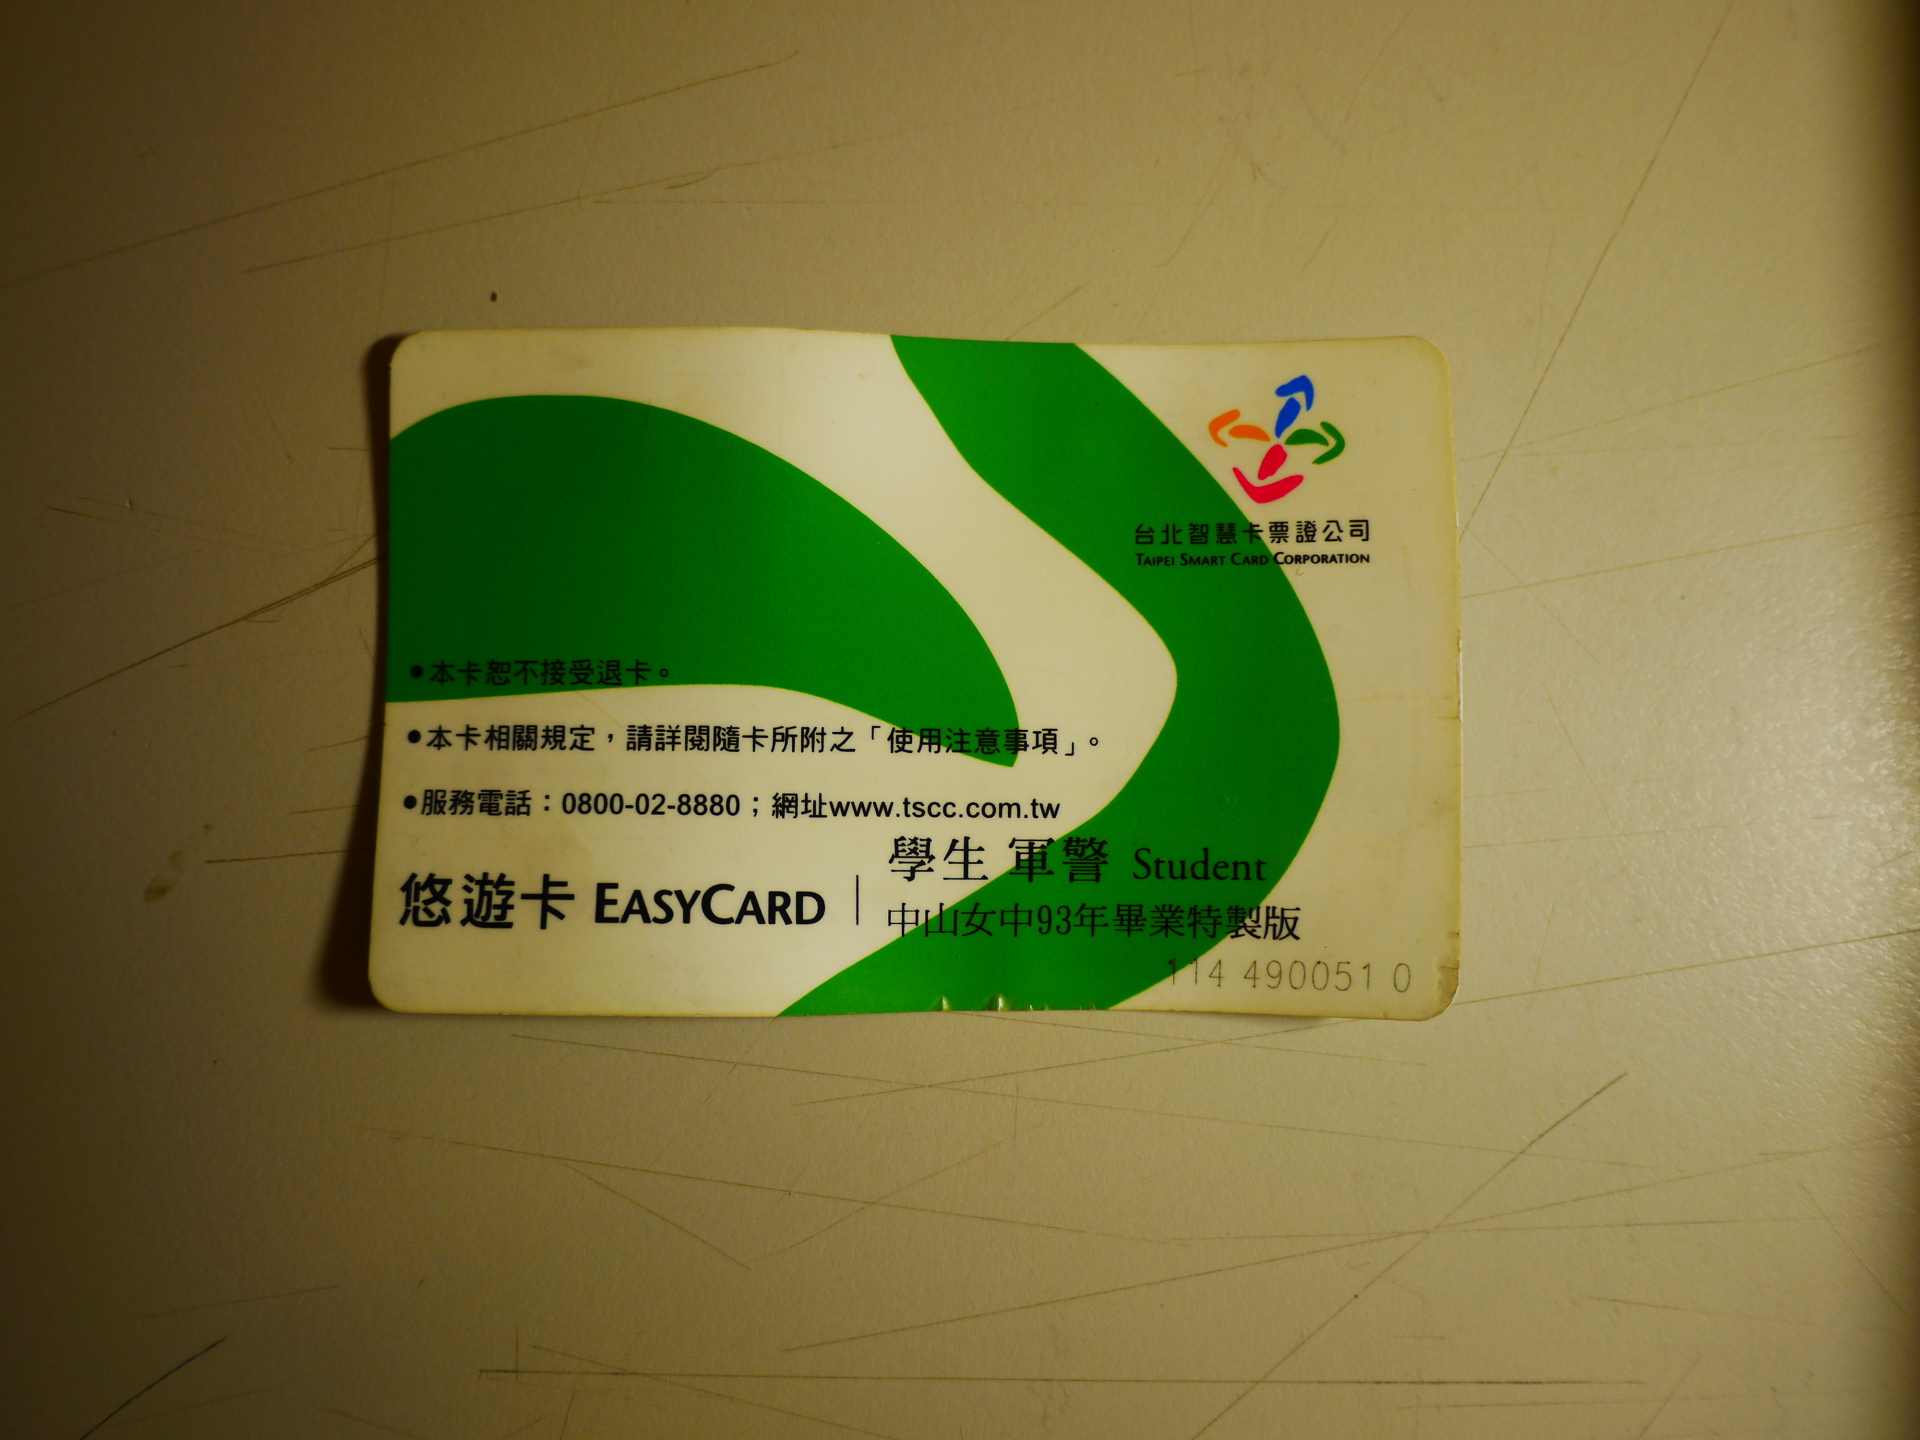 台北智慧卡票證公司
TAIPEI SMART CARD CORPORATION
●本卡恕不接受退卡。
●本卡相關規定，請詳閱隨卡所附之「使用注意事項」。
●服務電話：0800-02-8880；網址www.tscc.com.tw
悠遊卡 EASYCARD
學生 軍警 Student
中山女中93年畢業特製版
114 490051 0